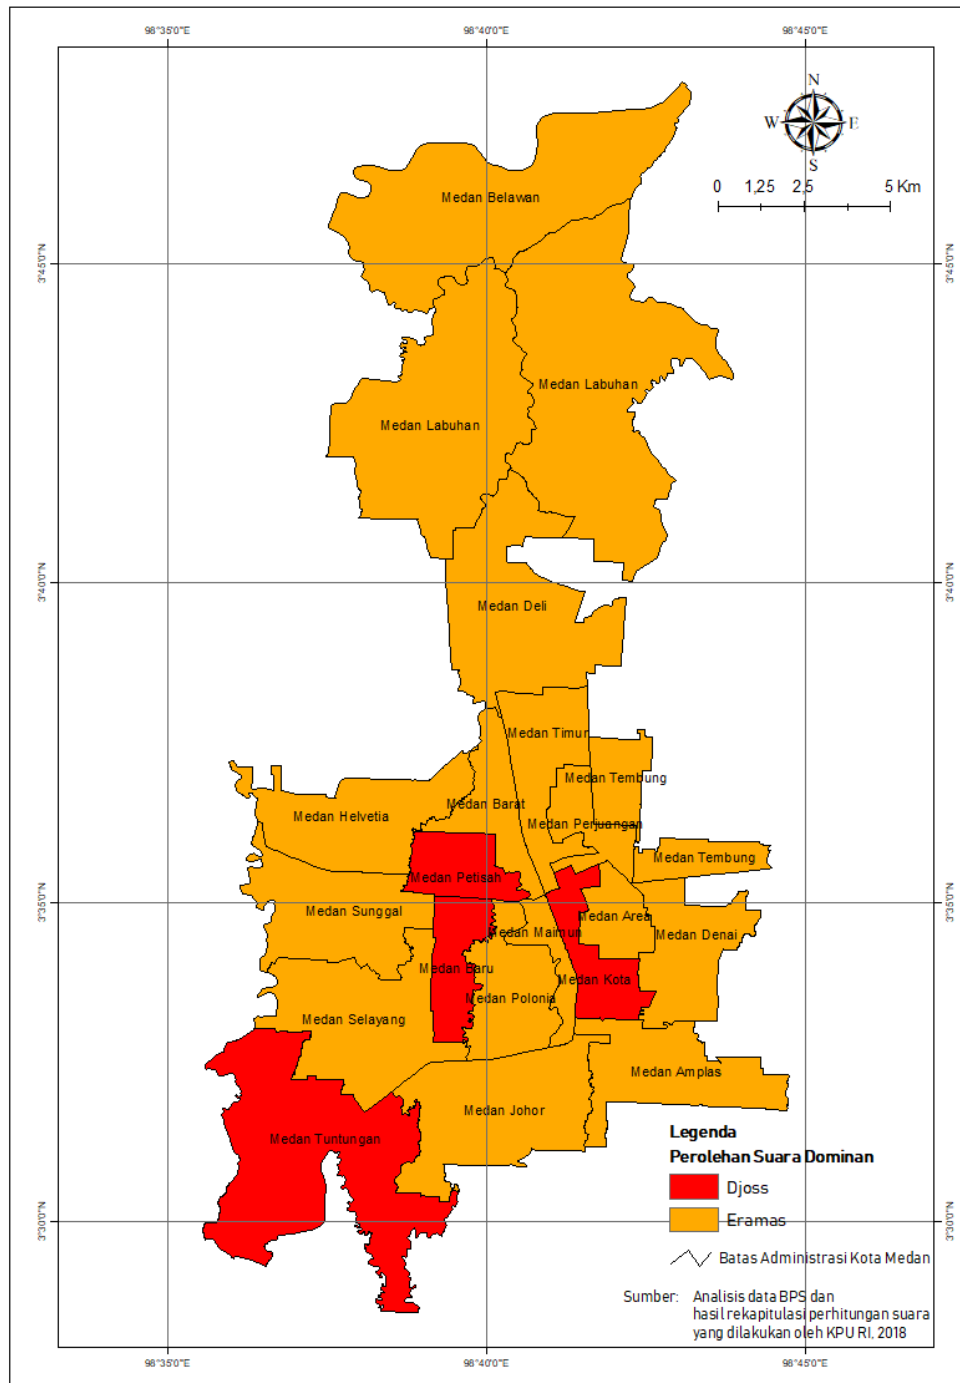 98°35'0"E 98°40'0"E 98°45'0"E
N
W E
S
0 1,25 2,5 5 Km
Medan Belawan
3°45'0"N 3°45'0"N
Medan Labuhan
Medan Labuhan
3°40'0"N 3°40'0"N
Medan Deli
Medan Timur
Medan Tembung
Medan Barat
Medan Helvetia
Medan Perjuangan
Medan Tembung
Medan Petisah
3°35'0"N 3°35'0"N
Medan Sunggal
Medan Area
Medan Maimun
Medan Denai
Medan Baru
Medan Kota
Medan Polonia
Medan Selayang
Medan Amplas
Medan Johor
Medan Tuntungan
Legenda
Perolehan Suara Dominan
Djoss
Eramas
3°30'0"N 3°30'0"N
Batas Administrasi Kota Medan
Sumber: Analisis data BPS dan
hasil rekapitulasi perhitungan suara
yang dilakukan oleh KPU RI, 2018
98°35'0"E 98°40'0"E 98°45'0"E